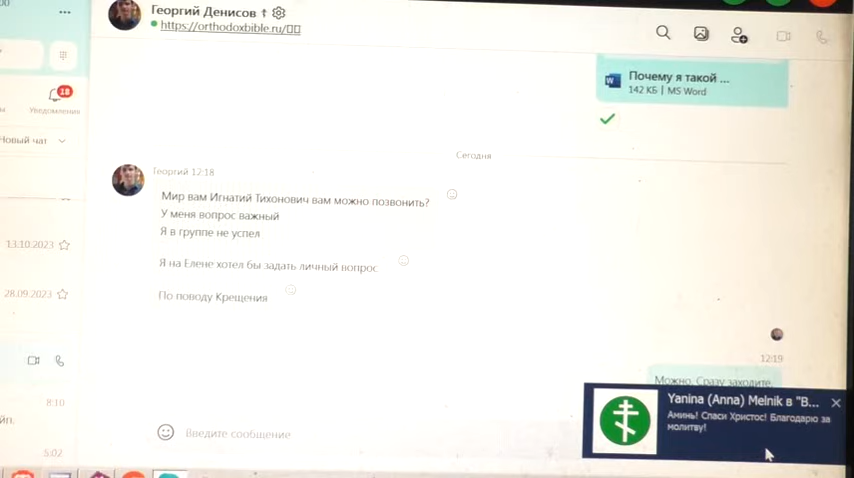 Георгий Денисов
https://orthodoxbible.ru/
18
Уведомления
Новый чат
13.10.2023
28.09.2023
8:10
5:02
Почему я такой ...
142 КБ | MS Word
Сегодня
Георгий 12:18
Мир вам Игнатий Тихонович вам можно позвонить?
У меня вопрос важный
Я в группе не успел
Я на Елене хотел бы задать личный вопрос
По поводу Крещения
12:19
Можно. Сразу заходите.
Введите сообщение
Yanina (Anna) Melnik в "В...
Аминь! Спаси Христос! Благодарю за
молитву!